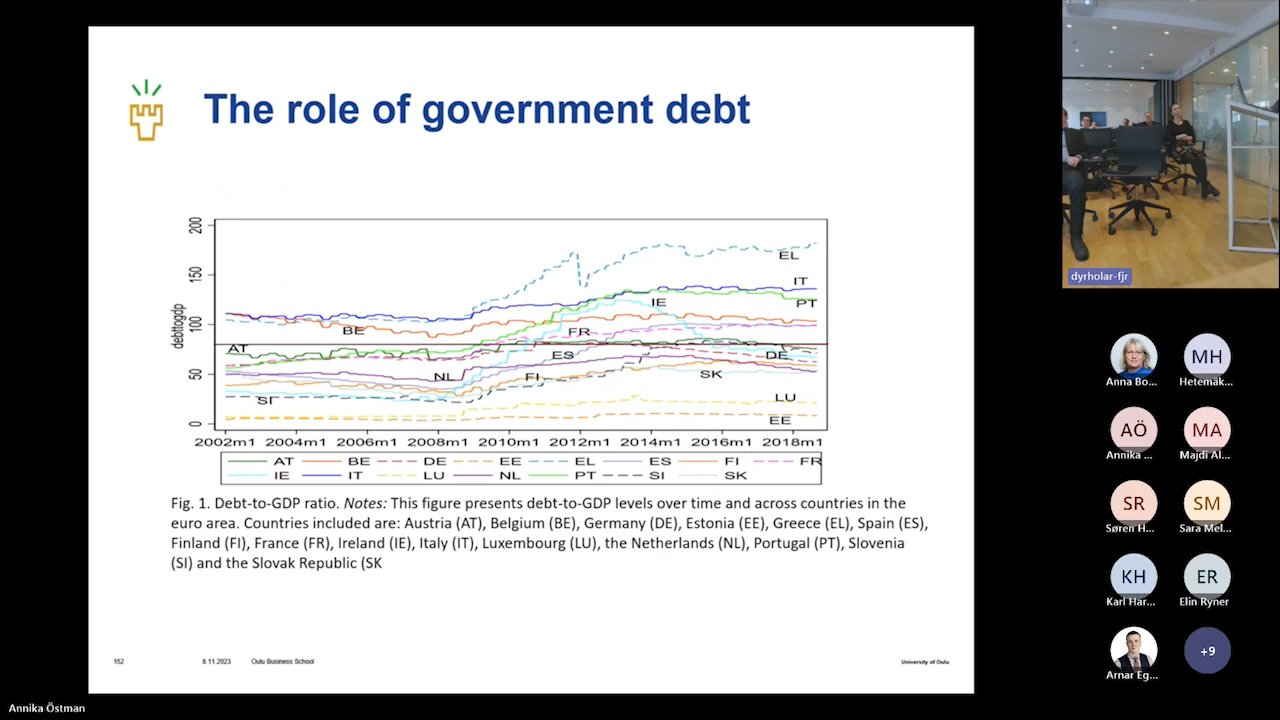 The role of government debt
200
150
100
50
0
debttogdp
EL
IT
PT
IE
BE
FR
AT
ES
DE
NL
FI
SK
SI
LU
EE
2002m1 2004m1 2006m1 2008m1 2010m1 2012m1 2014m1 2016m1 2018m1
AT BE DE EE EL ES FI FR
IE IT LU NL PT SI SK
Fig. 1. Debt-to-GDP ratio. Notes: This figure presents debt-to-GDP levels over time and across countries in the
euro area. Countries included are: Austria (AT), Belgium (BE), Germany (DE), Estonia (EE), Greece (EL), Spain (ES),
Finland (FI), France (FR), Ireland (IE), Italy (IT), Luxembourg (LU), the Netherlands (NL), Portugal (PT), Slovenia
(SI) and the Slovak Republic (SK
152 8.11.2023 Oulu Business School University of Oulu
dyrholar-fjr
MH
Anna Bo... Hetemäk...
AÖ MA
Annika ... Majdi Al...
SR SM
Søren H... Sara Mel...
KH ER
Karl Har... Elin Ryner
+9
Arnar Eg...
Annika Östman